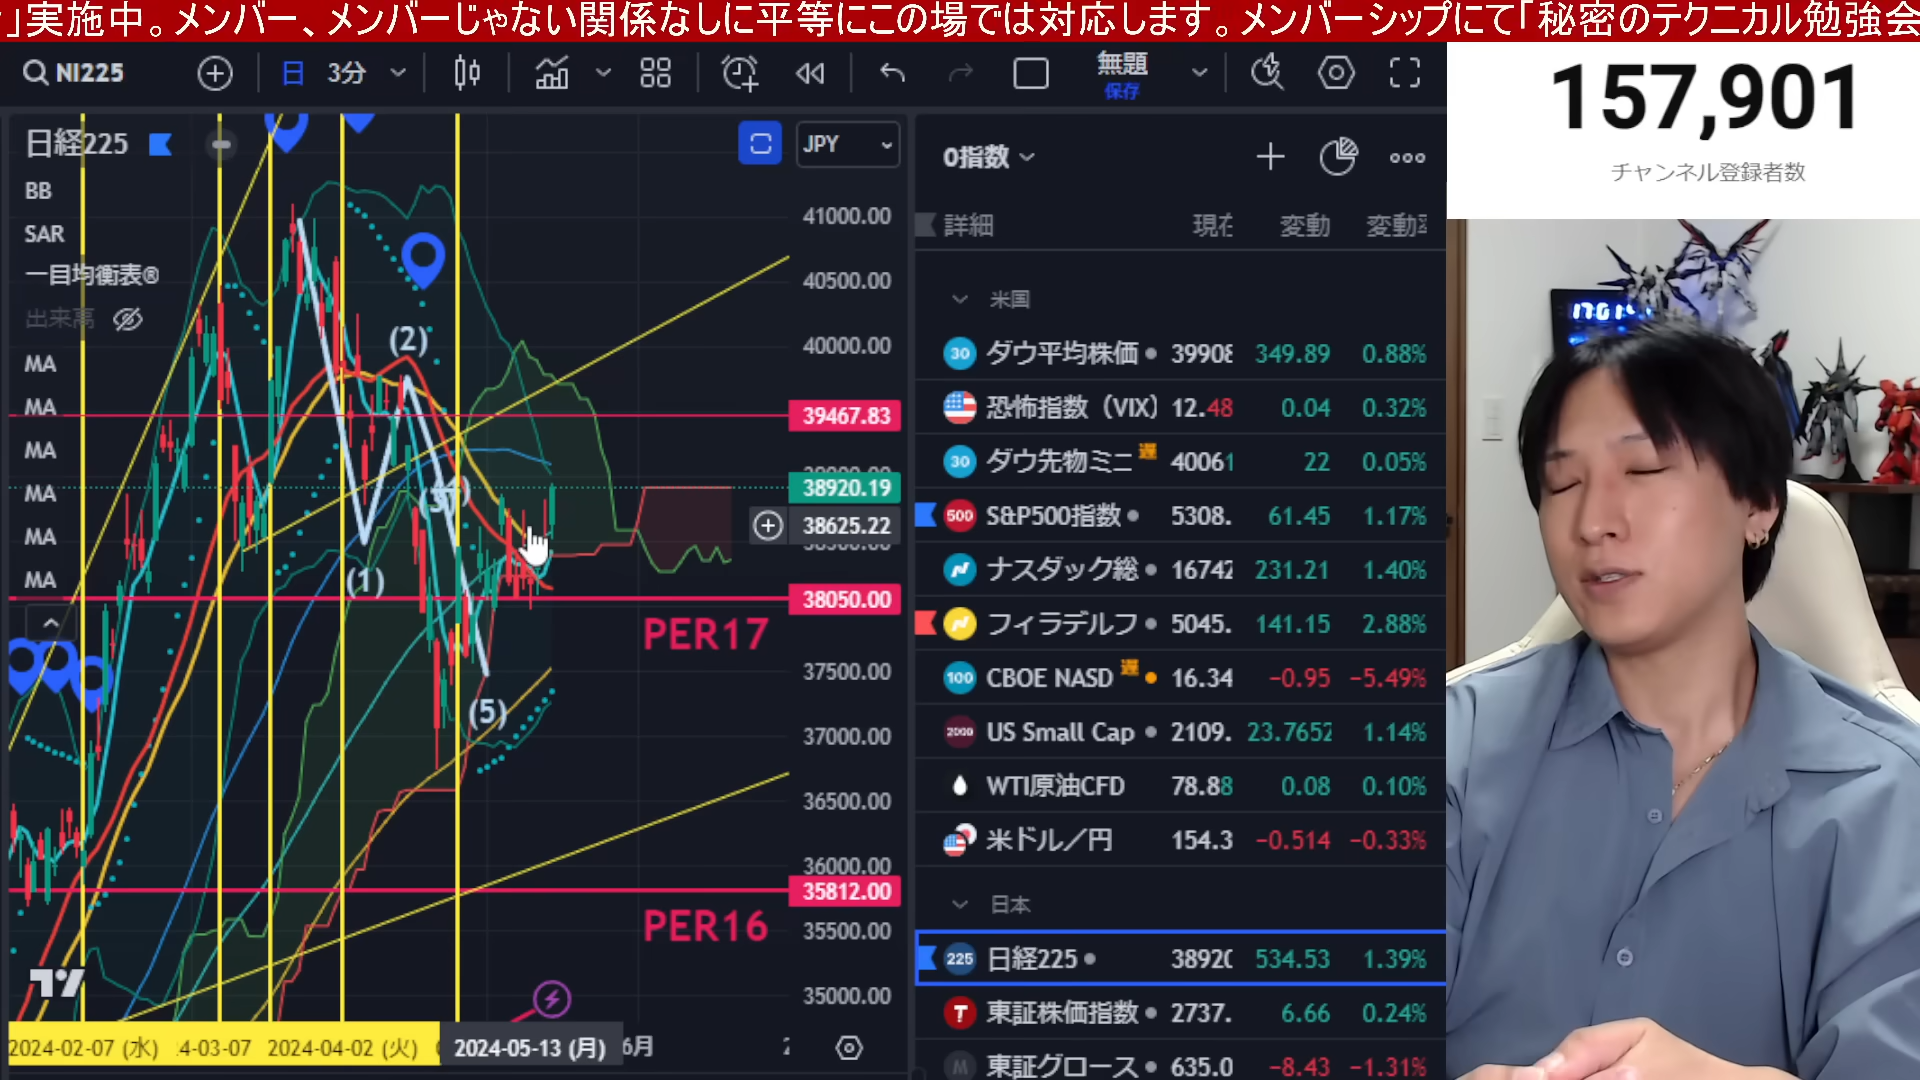 」実施中。メンバー、メンバーじゃない関係なしに平等にこの場では対応します。メンバーシップにて「秘密のテクニカル勉強会
NI225
日 3分
無題
保存
157,901
チャンネル登録者数
日経225
JPY
BB
SAR
一目均衡表®
出来高
MA
MA
MA
MA
MA
MA
(1)
(2)
(5)
PER17
PER16
41000.00
40500.00
40000.00
39467.83
38920.19
38625.22
38050.00
37500.00
37000.00
36500.00
36000.00
35812.00
35500.00
35000.00
2024-02-07 (水)
4-03-07
2024-04-02 (火)
2024-05-13 (月)
6月
0指数
詳細 現在 変動 変動率
米国
30 ダウ平均株価 39908 349.89 0.88%
恐怖指数（VIX） 12.48 0.04 0.32%
30 ダウ先物ミニ 遅 40061 22 0.05%
500 S&P500指数 5308. 61.45 1.17%
ナスダック総 16742 231.21 1.40%
フィラデルフ 5045. 141.15 2.88%
100 CBOE NASD 遅 16.34 −0.95 −5.49%
2000 US Small Cap 2109. 23.7652 1.14%
WTI原油CFD 78.88 0.08 0.10%
米ドル／円 154.3 −0.514 −0.33%
日本
225 日経225 38920 534.53 1.39%
T 東証株価指数 2737. 6.66 0.24%
M 東証グロース 635.0 −8.43 −1.31%